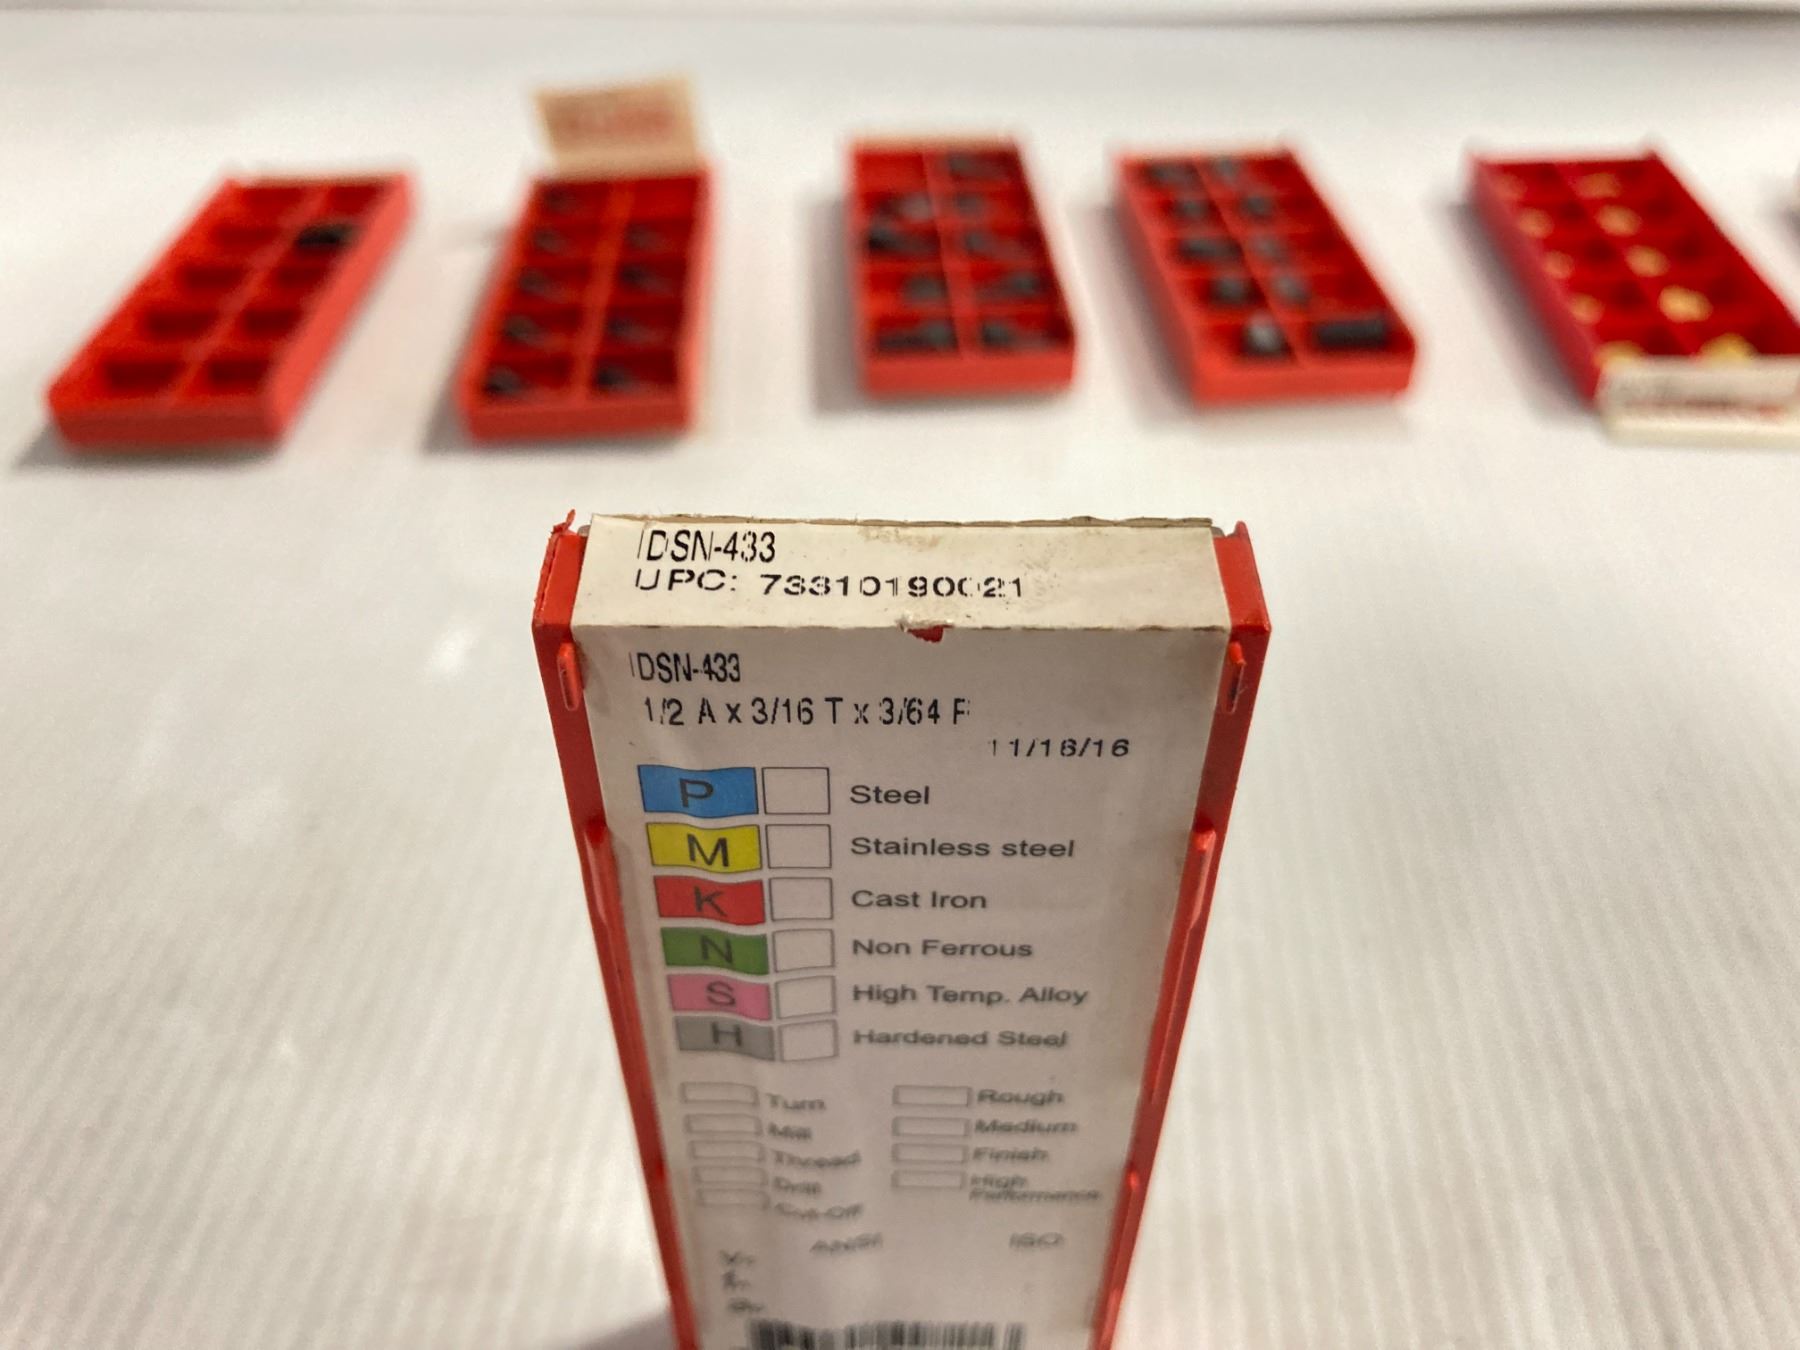 IDSN-433
UPC: 733101900021
IDSN-433
1/2 A x 3/16 T x 3/64 R
11/16/16
P Steel
M Stainless steel
K Cast Iron
N Non Ferrous
S High Temp. Alloy
H Hardened Steel
Turn Rough
Mill Medium
Thread Finish
Drill High Performance
Cut-Off
ANSI ISO